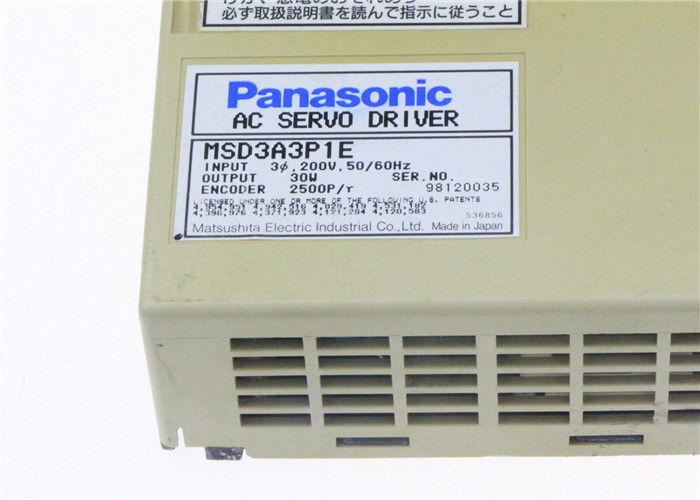 必ず取扱説明書を読んで指示に従うこと
Panasonic
AC SERVO DRIVER
MSD3A3P1E
INPUT 3ø,200V,50/60Hz
OUTPUT 30W SER.NO.
ENCODER 2500P/r 98120035
LICENSED UNDER ONE OR MORE OF THE FOLLOWING U.S. PATENTS
536856
Matsushita Electric Industrial Co.,Ltd. Made in Japan